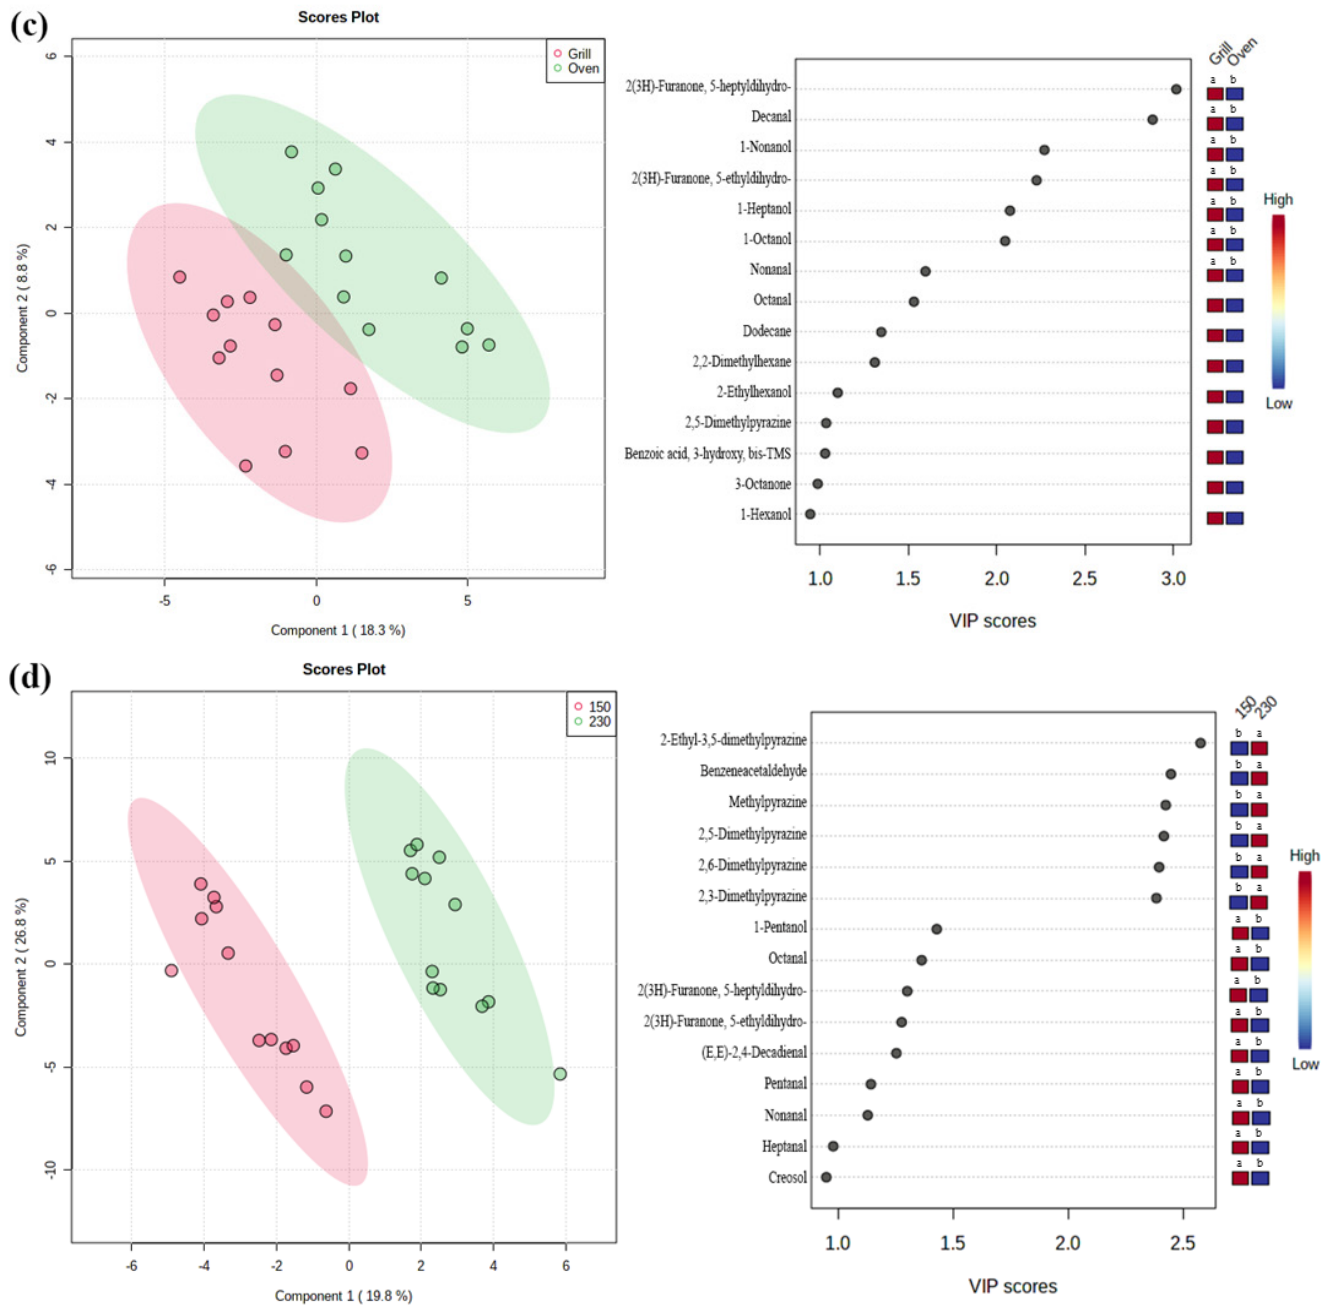 (c)
Scores Plot
Grill
Oven
6
4
2
0
-2
-4
-6
Component 2 ( 8.8 %)
-5
0
5
Component 1 ( 18.3 %)
Grill
Oven
2(3H)-Furanone, 5-heptyldihydro-
a b
Decanal
a b
1-Nonanol
a b
2(3H)-Furanone, 5-ethyldihydro-
a b
1-Heptanol
a b
1-Octanol
a b
Nonanal
a b
Octanal
Dodecane
2,2-Dimethylhexane
2-Ethylhexanol
2,5-Dimethylpyrazine
Benzoic acid, 3-hydroxy, bis-TMS
3-Octanone
1-Hexanol
1.0
1.5
2.0
2.5
3.0
VIP scores
High
Low
(d)
Scores Plot
150
230
10
5
0
-5
-10
Component 2 ( 26.8 %)
-6
-4
-2
0
2
4
6
Component 1 ( 19.8 %)
150
230
2-Ethyl-3,5-dimethylpyrazine
b a
Benzeneacetaldehyde
b a
Methylpyrazine
b a
2,5-Dimethylpyrazine
b a
2,6-Dimethylpyrazine
b a
2,3-Dimethylpyrazine
b a
1-Pentanol
a b
Octanal
a b
2(3H)-Furanone, 5-heptyldihydro-
a b
2(3H)-Furanone, 5-ethyldihydro-
a b
(E,E)-2,4-Decadienal
a b
Pentanal
a b
Nonanal
a b
Heptanal
a b
Creosol
a b
1.0
1.5
2.0
2.5
VIP scores
High
Low